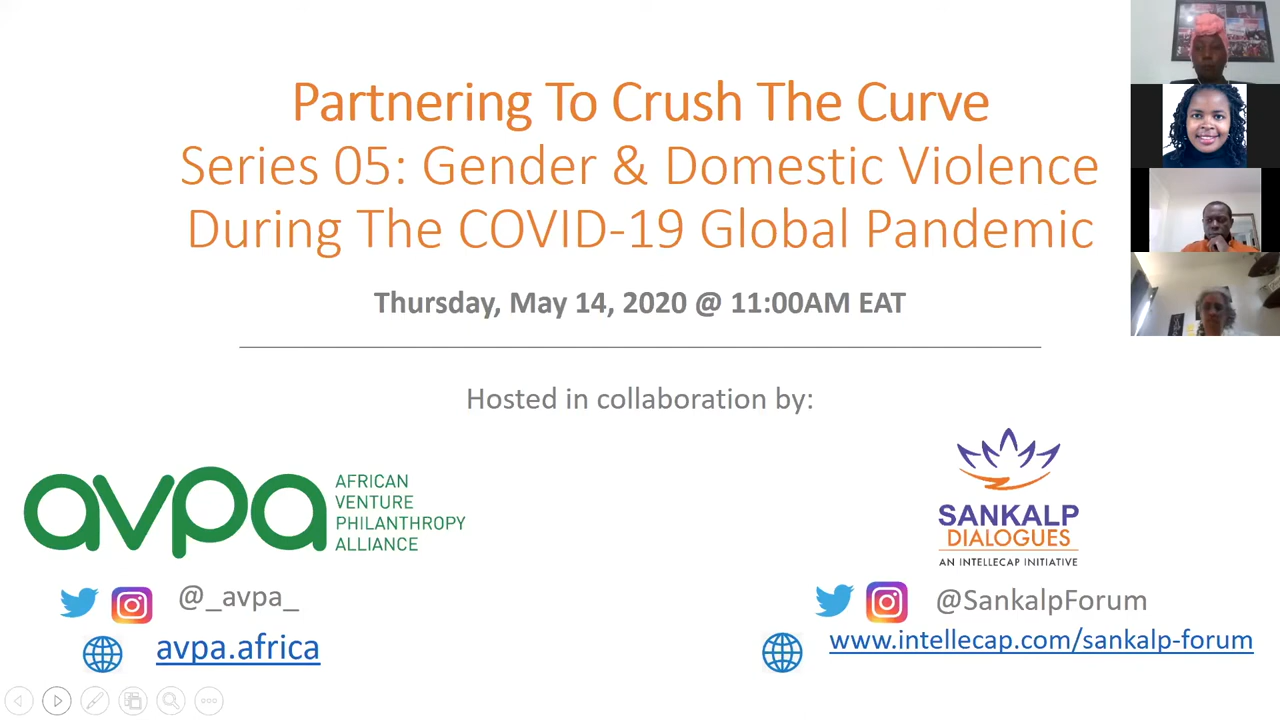 Partnering To Crush The Curve
Series 05: Gender & Domestic Violence
During The COVID-19 Global Pandemic
Thursday, May 14, 2020 @ 11:00AM EAT
Hosted in collaboration by:
avpa
AFRICAN
VENTURE
PHILANTHROPY
ALLIANCE
@_avpa_
avpa.africa
SANKALP
DIALOGUES
AN INTELLECAP INITIATIVE
@SankalpForum
www.intellecap.com/sankalp-forum